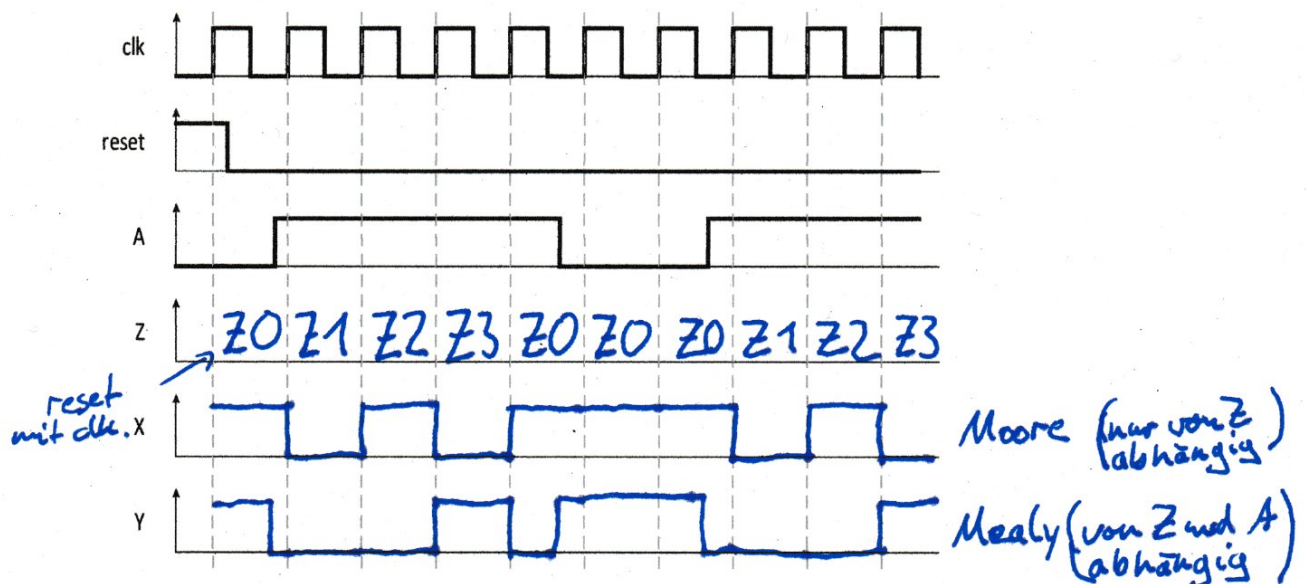 clk
reset
A
Z
Z0 Z1 Z2 Z3 Z0 Z0 Z0 Z1 Z2 Z3
reset
mit clk.
X
Moore (nur von Z
abhängig)
Y
Mealy (von Z und A
abhängig)